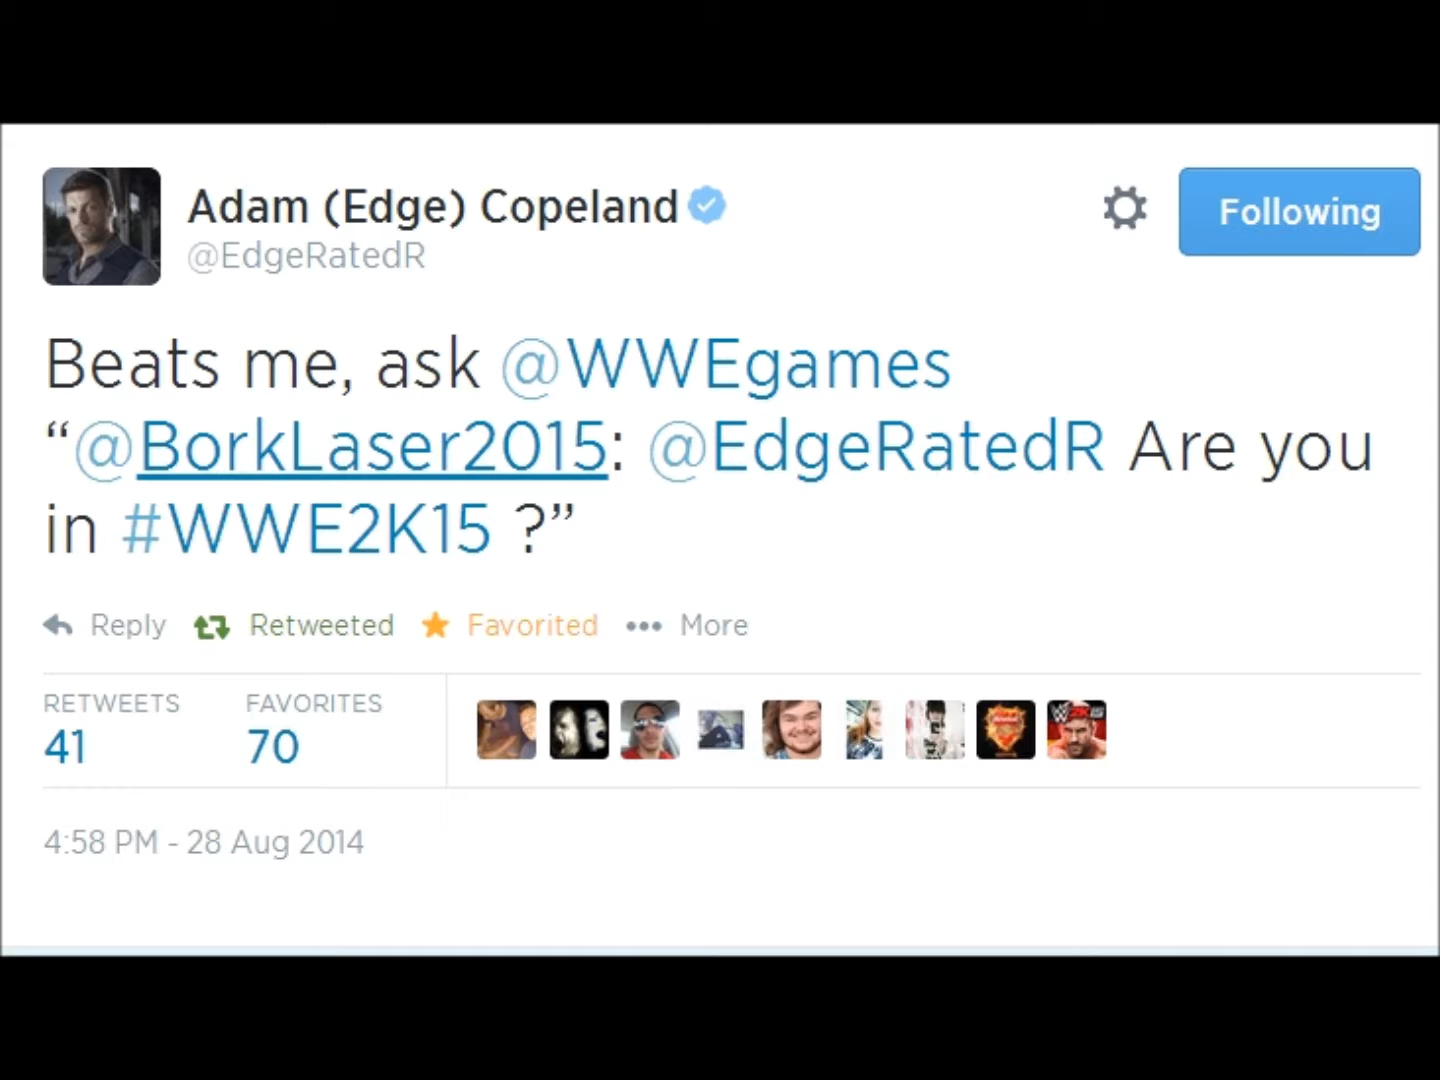 Adam (Edge) Copeland
@EdgeRatedR
Following
Beats me, ask @WWEgames
“@BorkLaser2015: @EdgeRatedR Are you
in #WWE2K15 ?”
Reply Retweeted Favorited ••• More
RETWEETS FAVORITES
41 70
4:58 PM - 28 Aug 2014